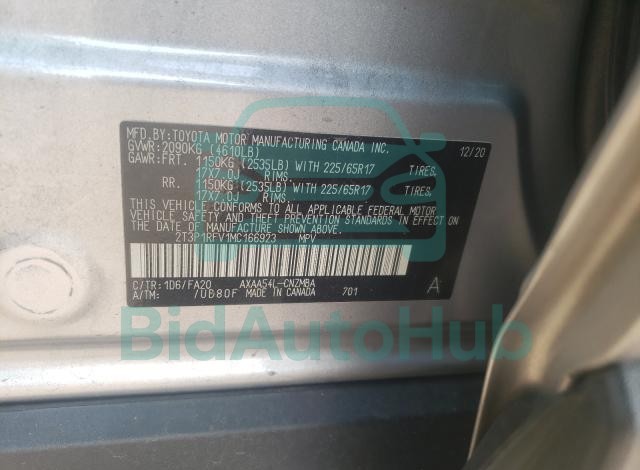 MFD.BY:TOYOTA MOTOR MANUFACTURING CANADA INC.
GVWR:2090KG (4610LB) 12/20
GAWR:FRT. 1150KG (2535LB) WITH 225/65R17 TIRES,
17X7.0J RIMS.
RR. 1150KG (2535LB) WITH 225/65R17 TIRES,
17X7.0J RIMS.
THIS VEHICLE CONFORMS TO ALL APPLICABLE FEDERAL MOTOR
VEHICLE SAFETY AND THEFT PREVENTION STANDARDS IN EFFECT ON
THE DATE OF MANUFACTURE SHOWN ABOVE.
2T3P1RFV1MC166923 MPV
C/TR:1D6/FA20 AXAA54L-CNZMBA
A/TM: /UB80F MADE IN CANADA 701 A
BidAutoHub